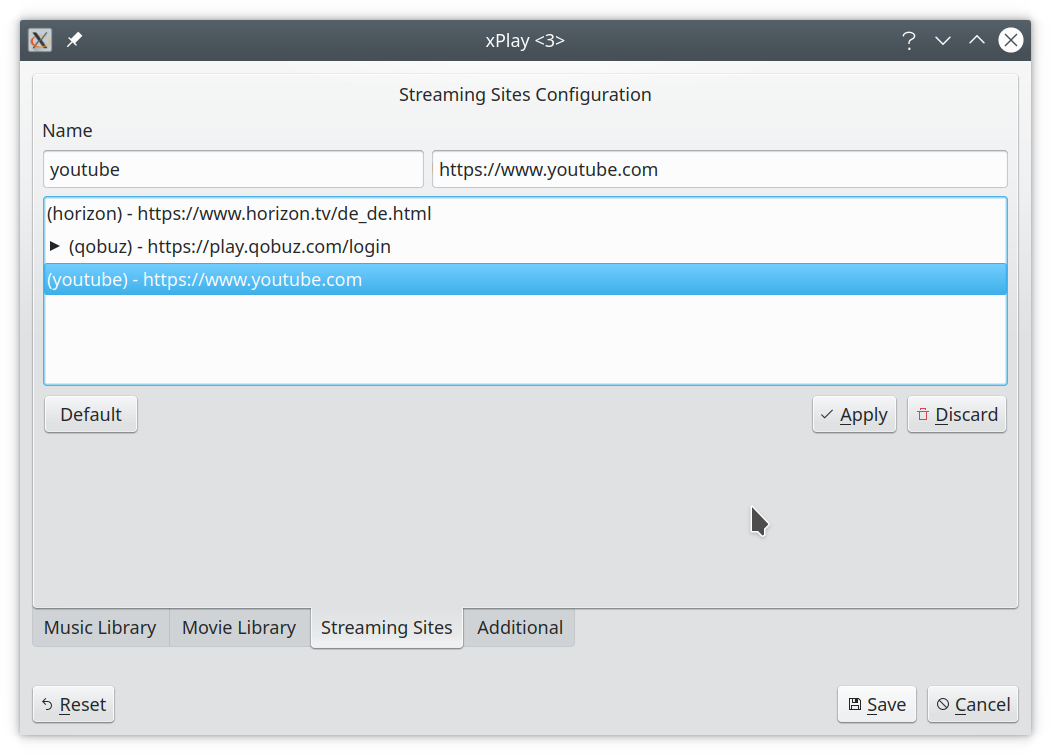 xPlay <3>
Streaming Sites Configuration
Name
youtube https://www.youtube.com
(horizon) - https://www.horizon.tv/de_de.html
(qobuz) - https://play.qobuz.com/login
(youtube) - https://www.youtube.com
Default Apply Discard
Music Library Movie Library Streaming Sites Additional
Reset Save Cancel